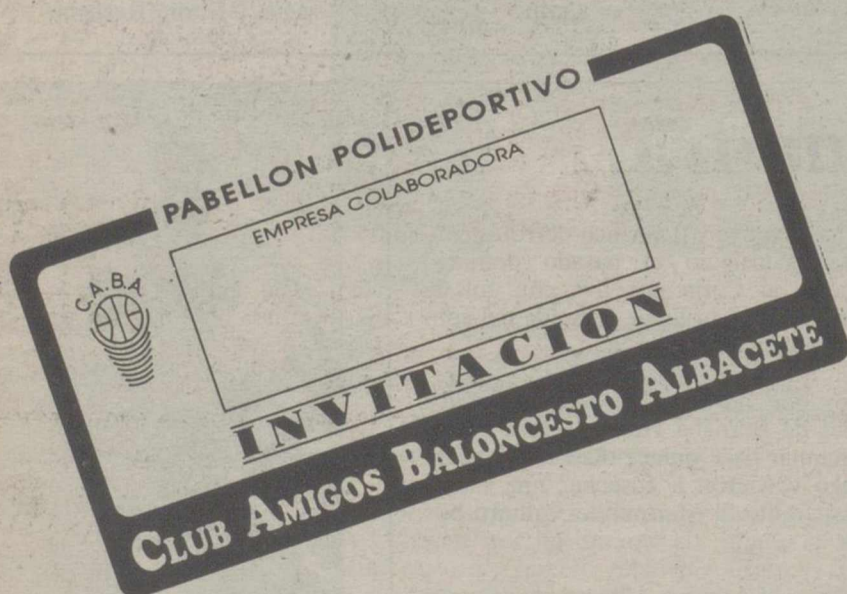 PABELLON POLIDEPORTIVO
EMPRESA COLABORADORA
C.A.B.A
INVITACION
CLUB AMIGOS BALONCESTO ALBACETE